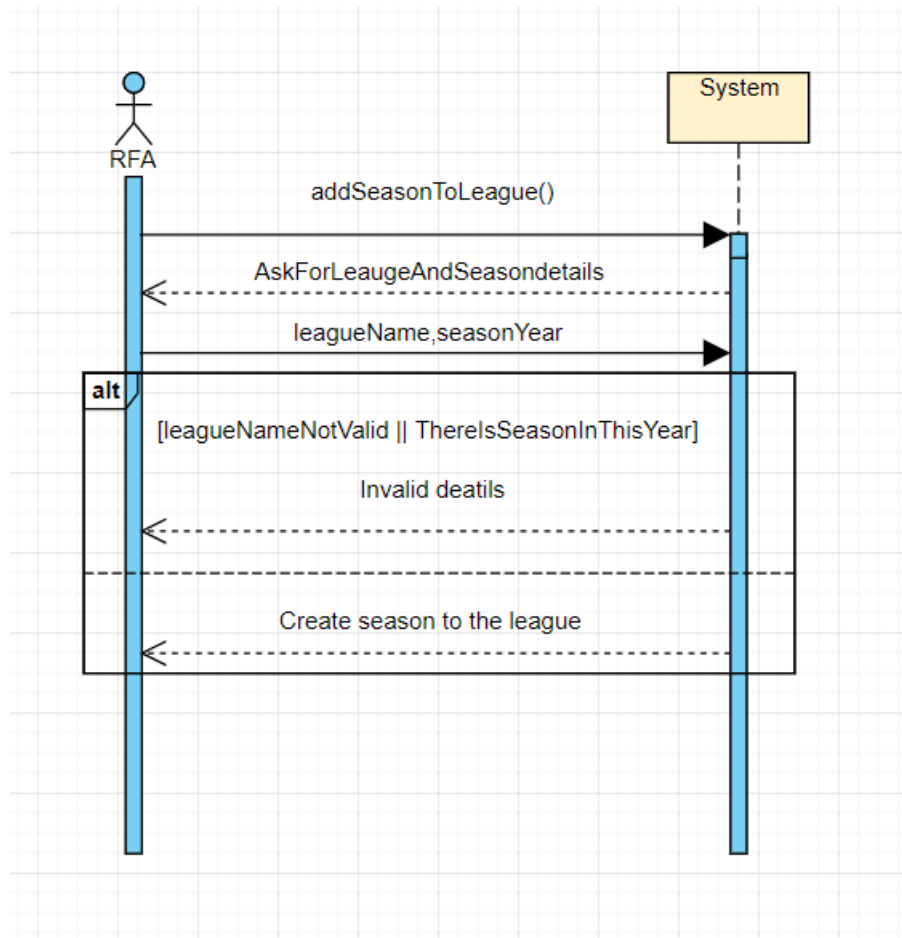 System
RFA
addSeasonToLeague()
AskForLeaugeAndSeasondetails
leagueName,seasonYear
alt
[leagueNameNotValid || ThereIsSeasonInThisYear]
Invalid deatils
Create season to the league